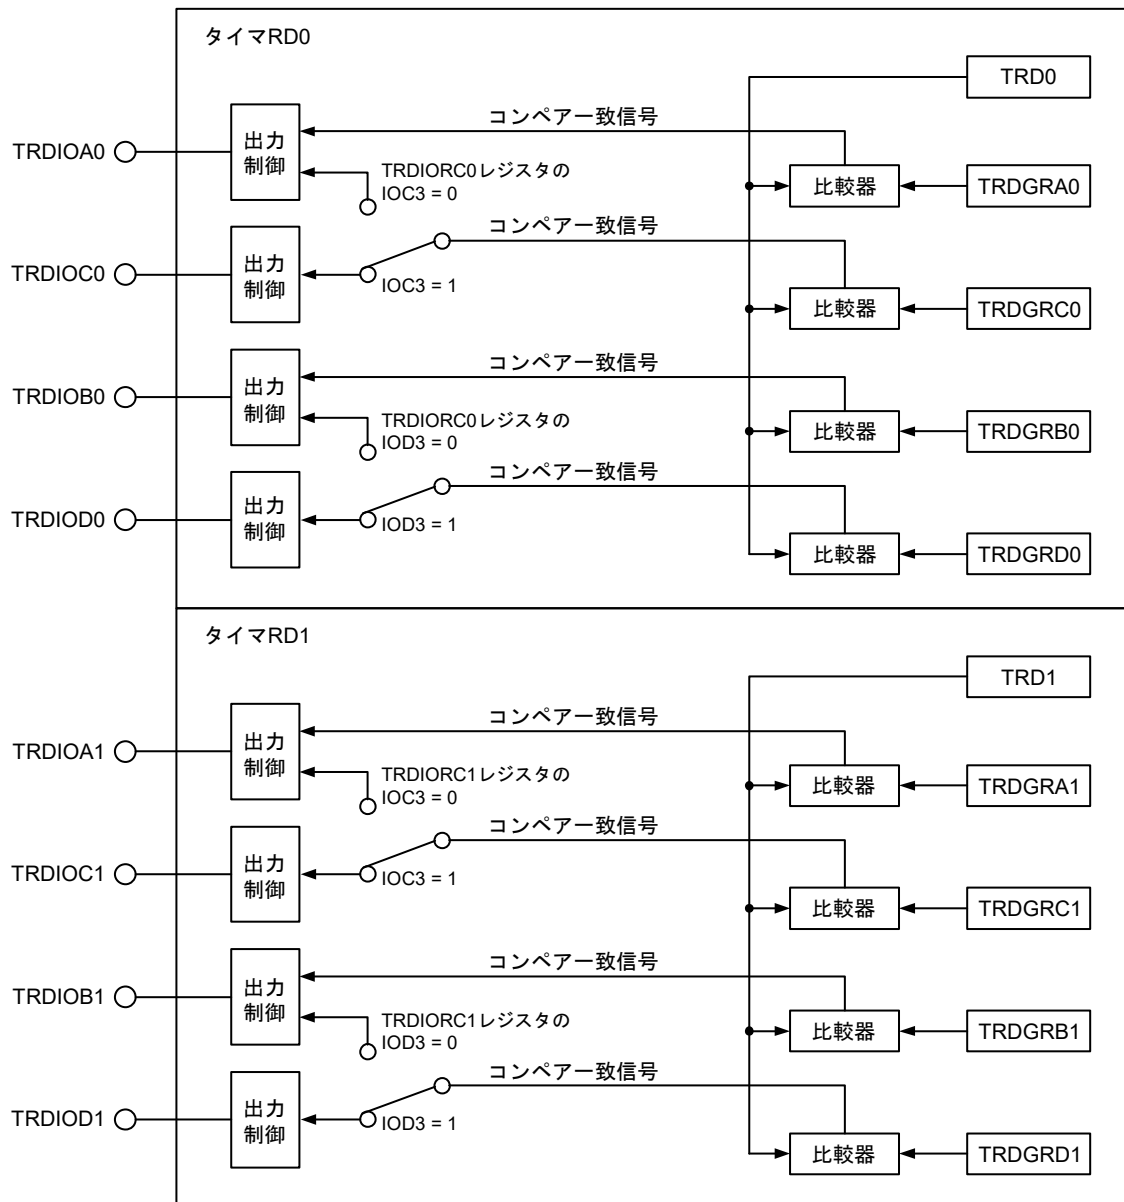 タイマRD0
TRD0
コンペア一致信号
TRDIOA0
出力
制御
TRDIORC0レジスタの
IOC3 = 0
比較器
TRDGRA0
コンペア一致信号
TRDIOC0
出力
制御
IOC3 = 1
比較器
TRDGRC0
コンペア一致信号
TRDIOB0
出力
制御
TRDIORC0レジスタの
IOD3 = 0
比較器
TRDGRB0
コンペア一致信号
TRDIOD0
出力
制御
IOD3 = 1
比較器
TRDGRD0
タイマRD1
TRD1
コンペア一致信号
TRDIOA1
出力
制御
TRDIORC1レジスタの
IOC3 = 0
比較器
TRDGRA1
コンペア一致信号
TRDIOC1
出力
制御
IOC3 = 1
比較器
TRDGRC1
コンペア一致信号
TRDIOB1
出力
制御
TRDIORC1レジスタの
IOD3 = 0
比較器
TRDGRB1
コンペア一致信号
TRDIOD1
出力
制御
IOD3 = 1
比較器
TRDGRD1